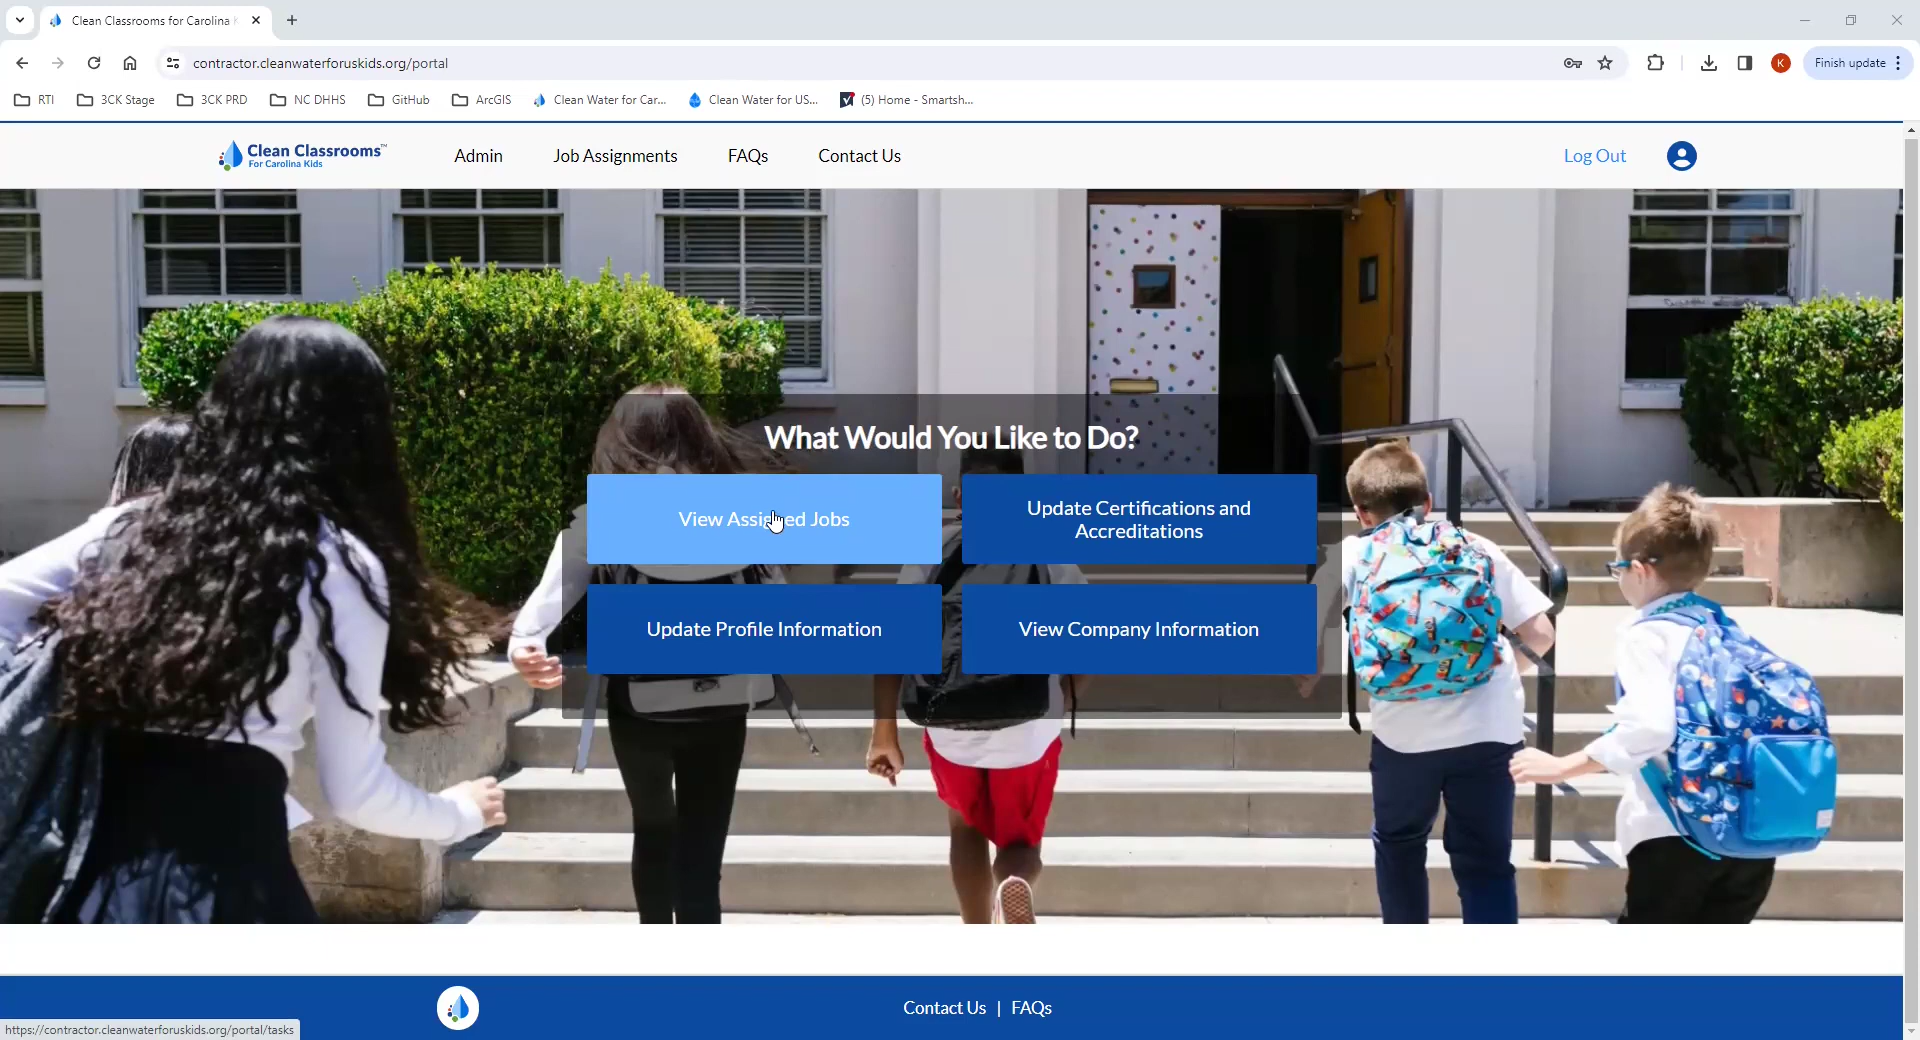 Clean Classrooms for Carolina
contractor.cleanwaterforuskids.org/portal
K
Finish update
RTI
3CK Stage
3CK PRD
NC DHHS
GitHub
ArcGIS
Clean Water for Car...
Clean Water for US...
(5) Home - Smartsh...
Clean Classrooms™
For Carolina Kids
Admin
Job Assignments
FAQs
Contact Us
Log Out
What Would You Like to Do?
View Assigned Jobs
Update Certifications and
Accreditations
Update Profile Information
View Company Information
Contact Us | FAQs
https://contractor.cleanwaterforuskids.org/portal/tasks